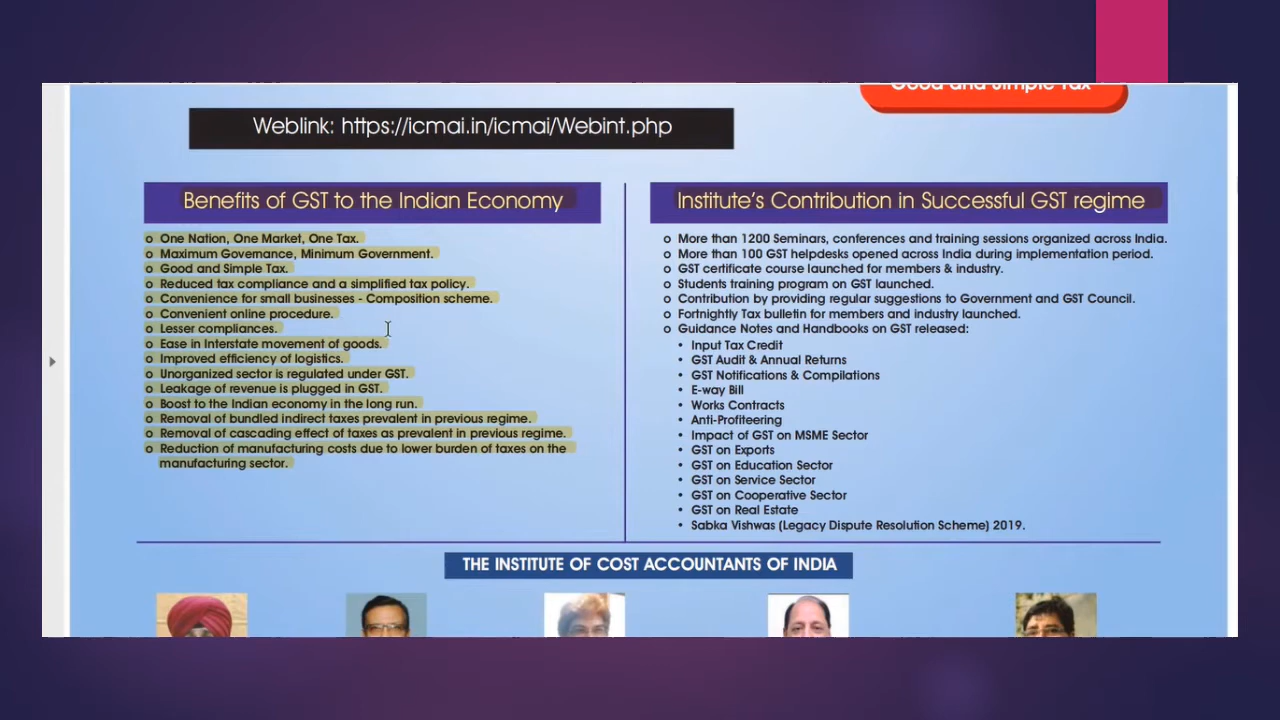 Good and Simple Tax
Weblink: https://icmai.in/icmai/Webint.php
Benefits of GST to the Indian Economy
o One Nation, One Market, One Tax.
o Maximum Governance, Minimum Government.
o Good and Simple Tax.
o Reduced tax compliance and a simplified tax policy.
o Convenience for small businesses - Composition scheme.
o Convenient online procedure.
o Lesser compliances.
o Ease in Interstate movement of goods.
o Improved efficiency of logistics.
o Unorganized sector is regulated under GST.
o Leakage of revenue is plugged in GST.
o Boost to the Indian economy in the long run.
o Removal of bundled indirect taxes prevalent in previous regime.
o Removal of cascading effect of taxes as prevalent in previous regime.
o Reduction of manufacturing costs due to lower burden of taxes on the
manufacturing sector.
Institute's Contribution in Successful GST regime
o More than 1200 Seminars, conferences and training sessions organized across India.
o More than 100 GST helpdesks opened across India during implementation period.
o GST certificate course launched for members & industry.
o Students training program on GST launched.
o Contribution by providing regular suggestions to Government and GST Council.
o Fortnightly Tax bulletin for members and industry launched.
o Guidance Notes and Handbooks on GST released:
• Input Tax Credit
• GST Audit & Annual Returns
• GST Notifications & Compilations
• E-way Bill
• Works Contracts
• Anti-Profiteering
• Impact of GST on MSME Sector
• GST on Exports
• GST on Education Sector
• GST on Service Sector
• GST on Cooperative Sector
• GST on Real Estate
• Sabka Vishwas (Legacy Dispute Resolution Scheme) 2019.
THE INSTITUTE OF COST ACCOUNTANTS OF INDIA